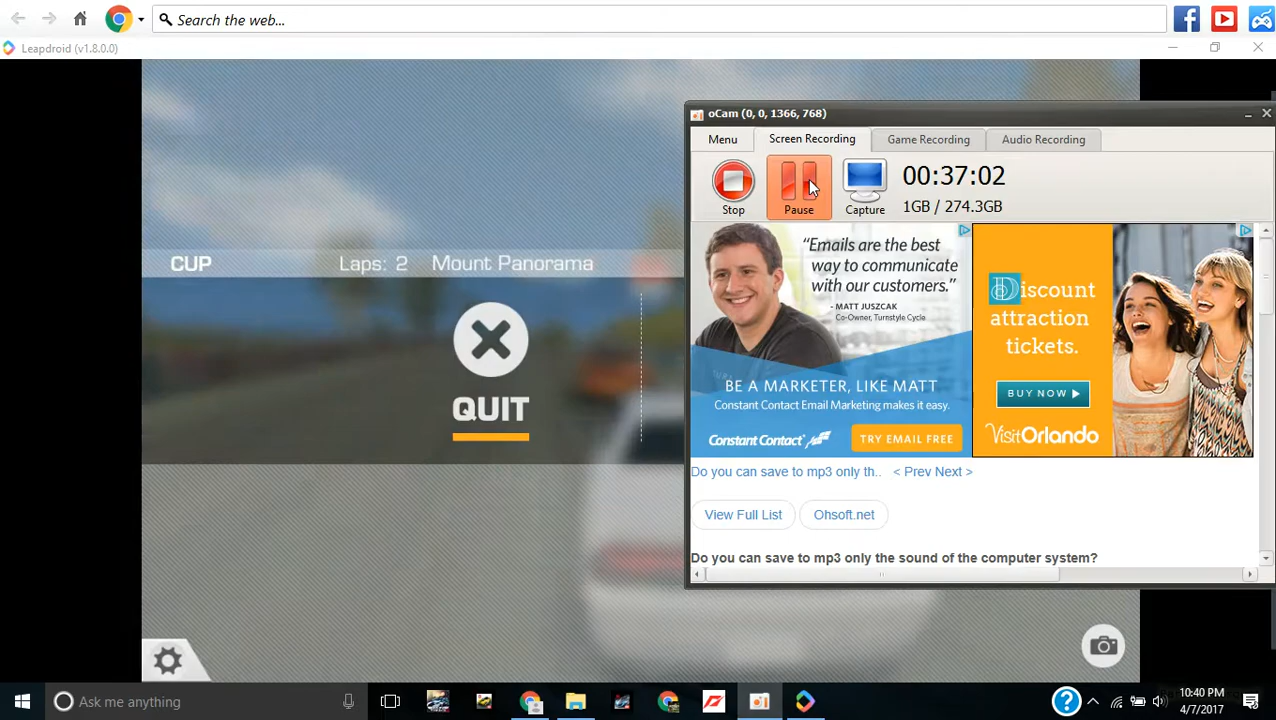 Search the web...
Leapdroid (v1.8.0.0)
oCam (0, 0, 1366, 768)
Menu
Screen Recording
Game Recording
Audio Recording
Stop
Pause
Capture
00:37:02
1GB / 274.3GB
CUP
Laps: 2
Mount Panorama
QUIT
"Emails are the best
way to communicate
with our customers."
- MATT JUSZCAK
Co-Owner, Turnstyle Cycle
BE A MARKETER, LIKE MATT
Constant Contact Email Marketing makes it easy.
Constant Contact
TRY EMAIL FREE
Discount
attraction
tickets.
BUY NOW
VisitOrlando
Do you can save to mp3 only th..
< Prev Next >
View Full List
Ohsoft.net
Do you can save to mp3 only the sound of the computer system?
Ask me anything
10:40 PM
4/7/2017